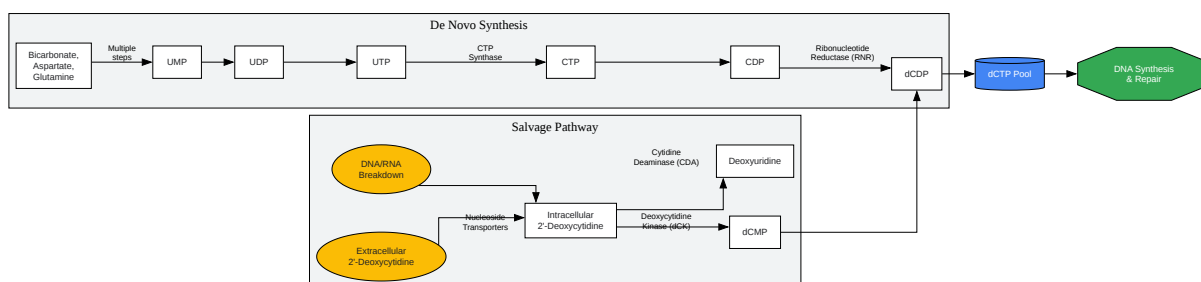 De Novo Synthesis
Bicarbonate,
Aspartate,
Glutamine
Multiple
steps
UMP
UDP
UTP
CTP
Synthase
CTP
CDP
Ribonucleotide
Reductase (RNR)
dCDP
dCTP Pool
DNA Synthesis
& Repair
Salvage Pathway
DNA/RNA
Breakdown
Extracellular
2'-Deoxycytidine
Nucleoside
Transporters
Intracellular
2'-Deoxycytidine
Cytidine
Deaminase (CDA)
Deoxyuridine
Deoxycytidine
Kinase (dCK)
dCMP